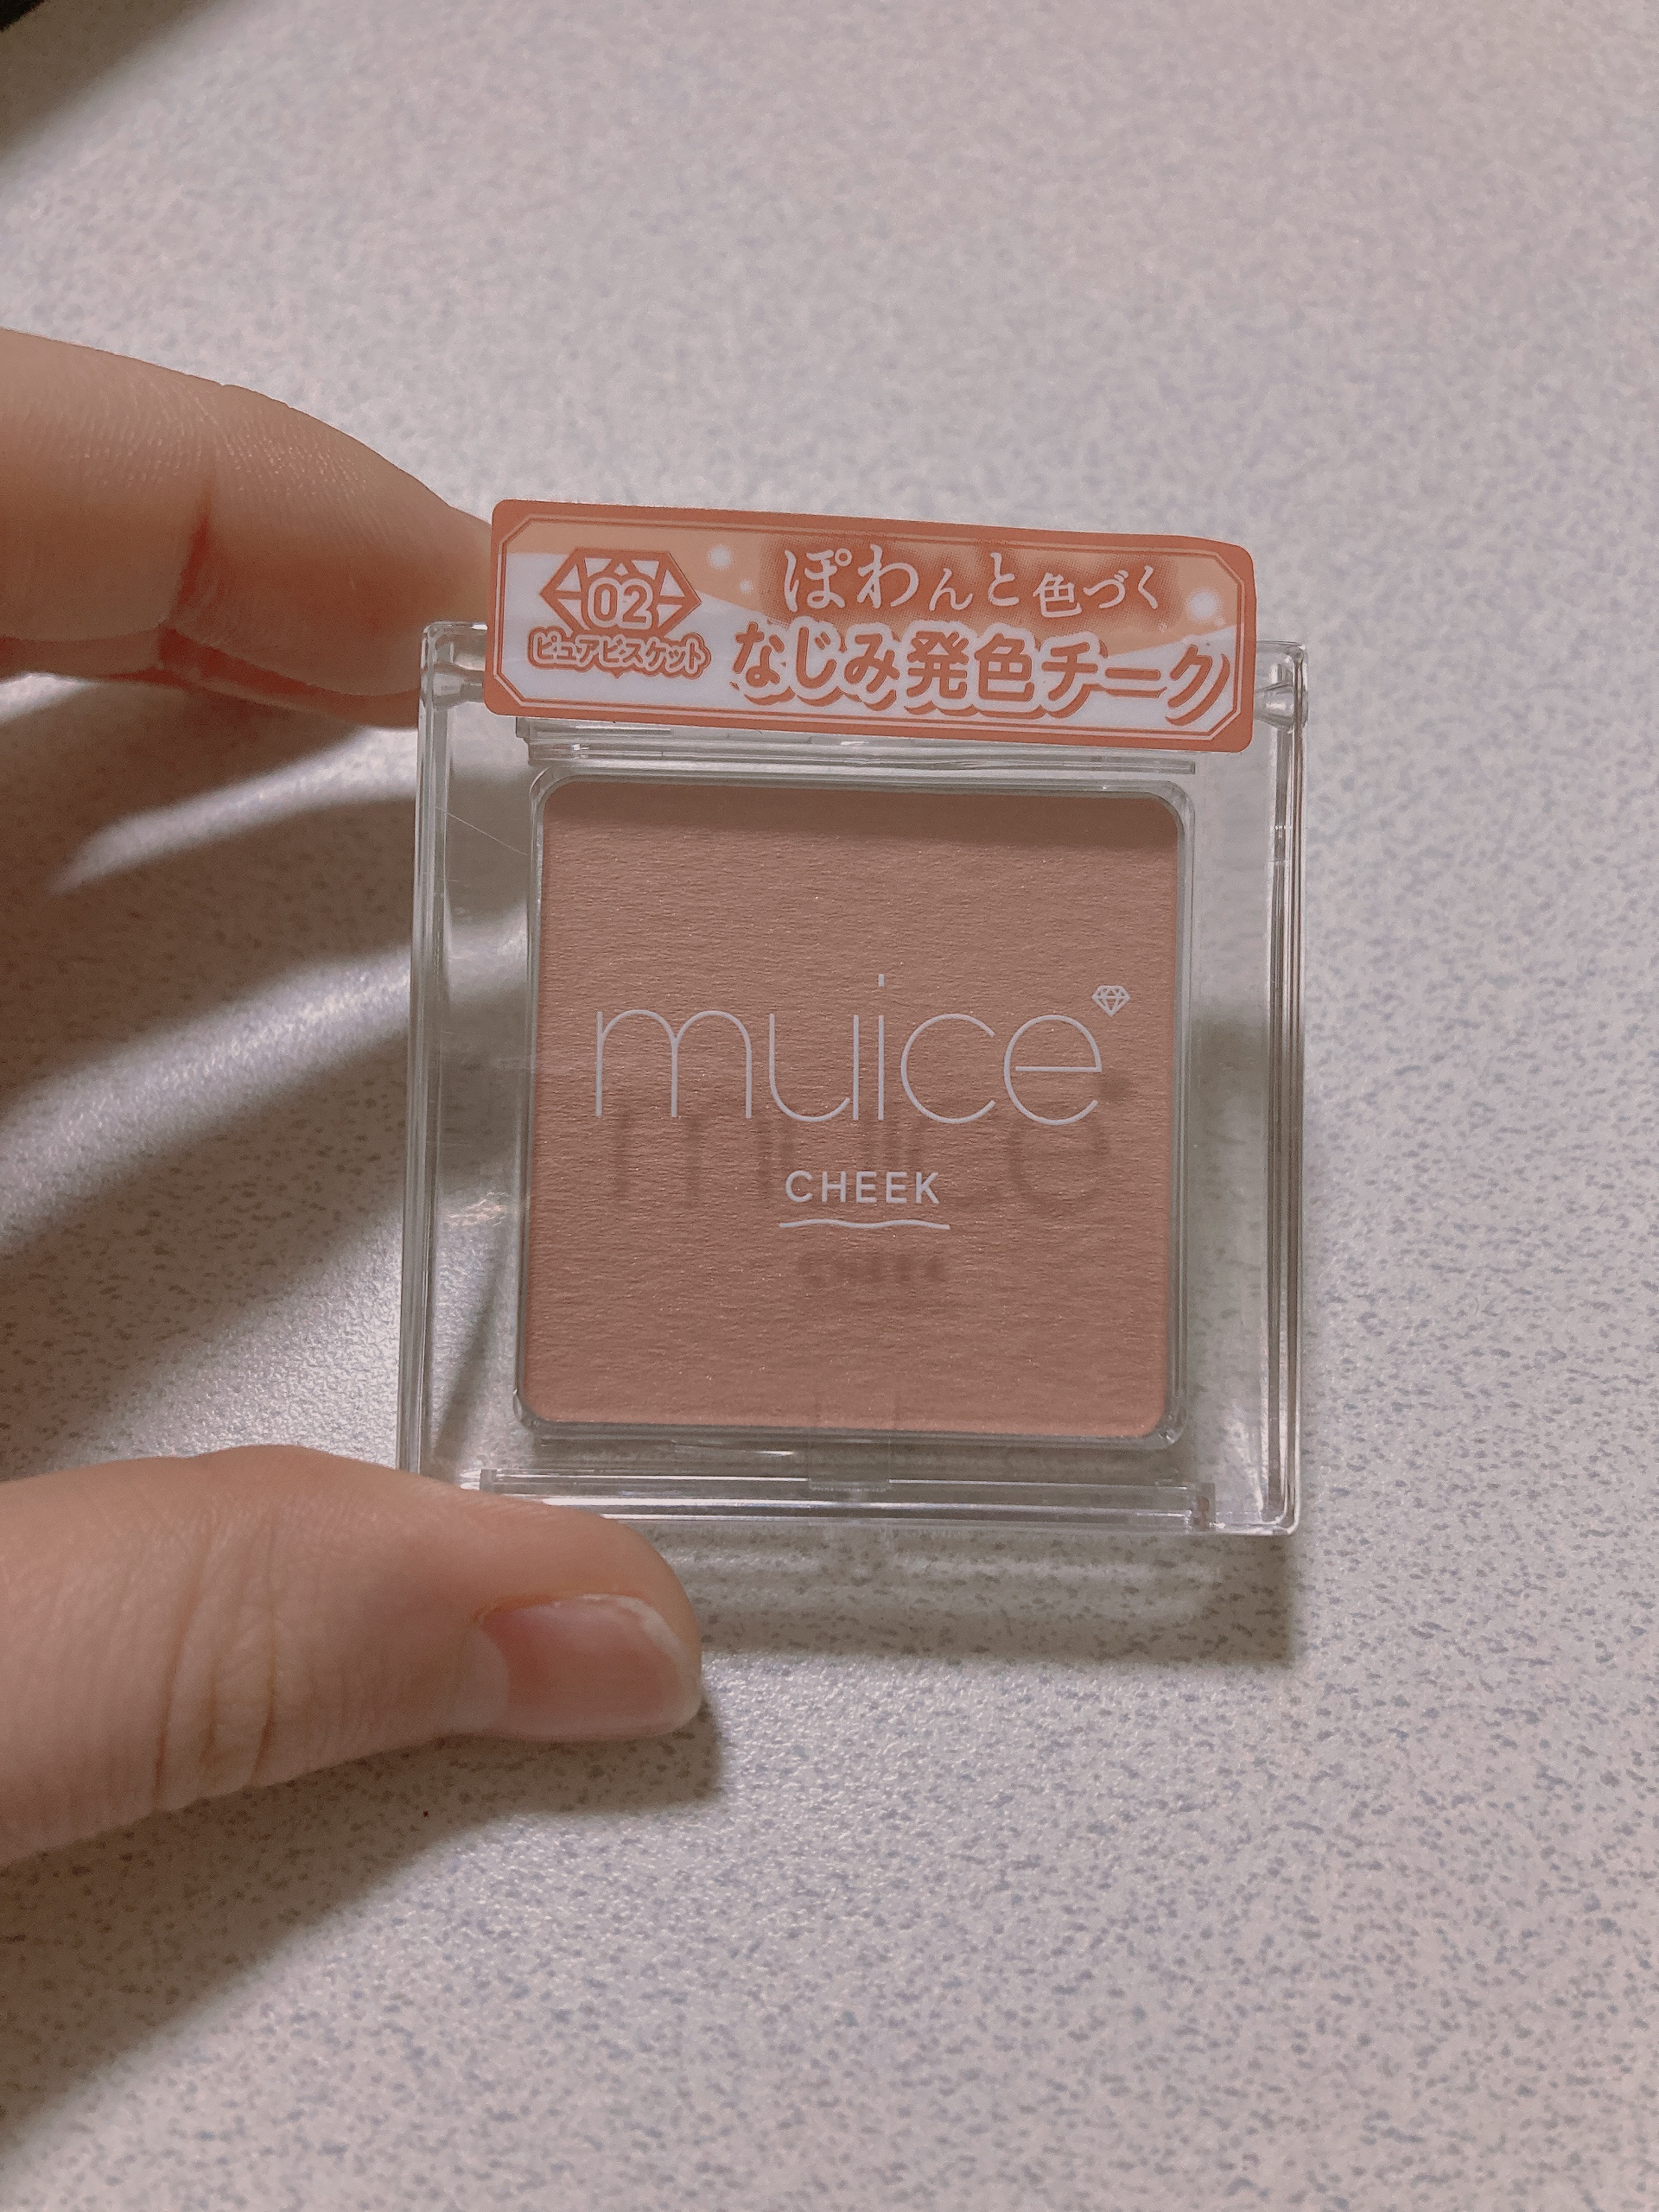 02
ピュアビスケット
ぽわんと色づく
なじみ発色チーク
muice
CHEEK